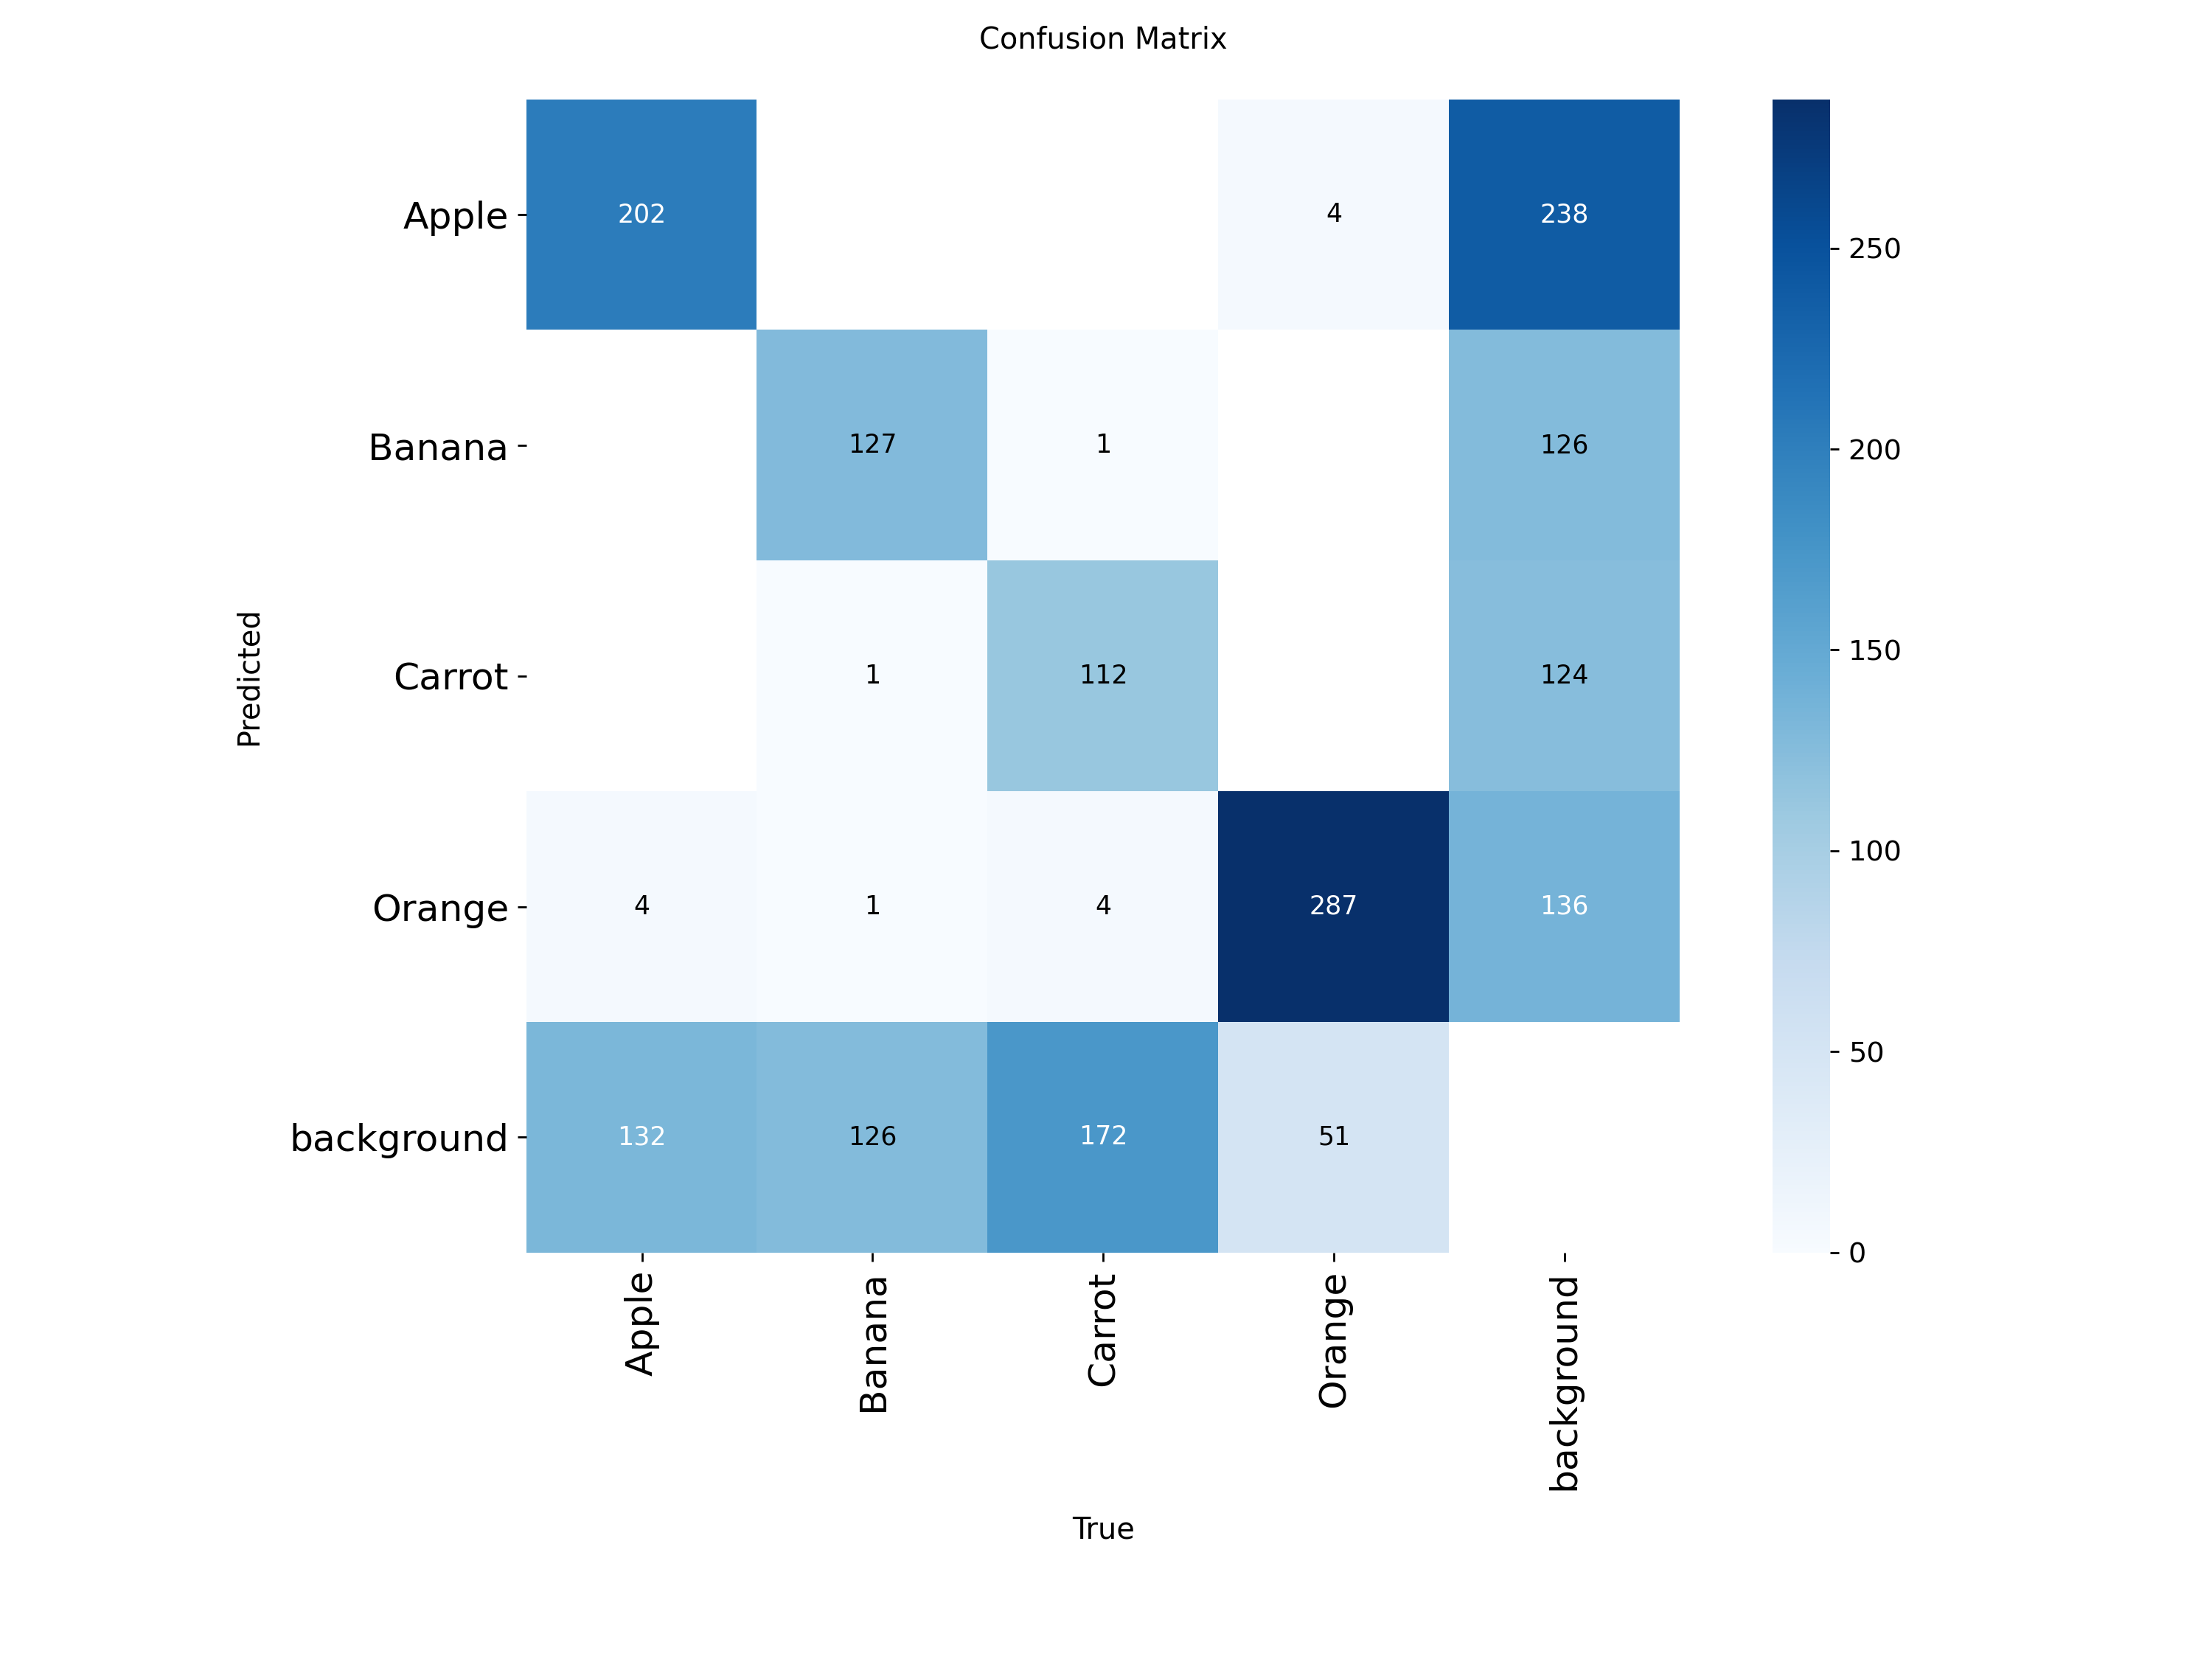 Confusion Matrix
Apple 202 4 238
Banana 127 1 126
Carrot 1 112 124
Orange 4 1 4 287 136
background 132 126 172 51
Predicted
Apple Banana Carrot Orange background
True
250
200
150
100
50
0